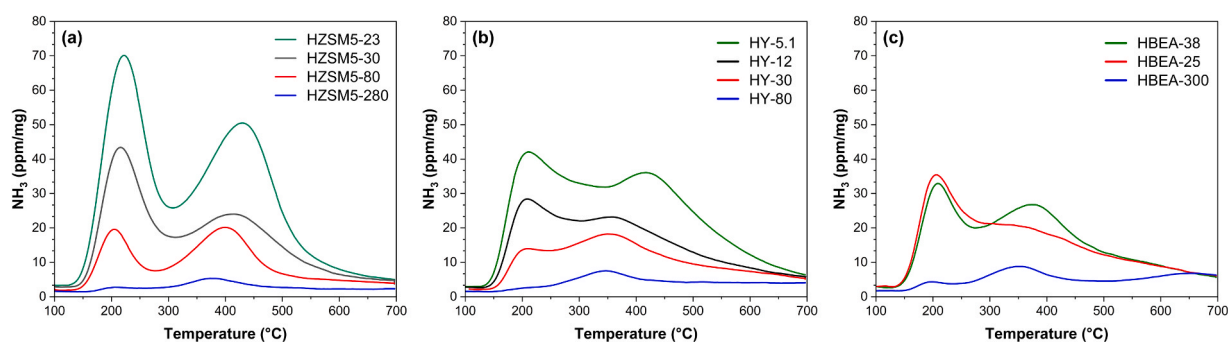 (a)
HZSM5-23
HZSM5-30
HZSM5-80
HZSM5-280
80
70
60
50
40
30
20
10
0
NH3 (ppm/mg)
100 200 300 400 500 600 700
Temperature (°C)
(b)
HY-5.1
HY-12
HY-30
HY-80
80
70
60
50
40
30
20
10
0
NH3 (ppm/mg)
100 200 300 400 500 600 700
Temperature (°C)
(c)
HBEA-38
HBEA-25
HBEA-300
80
70
60
50
40
30
20
10
0
NH3 (ppm/mg)
100 200 300 400 500 600 700
Temperature (°C)